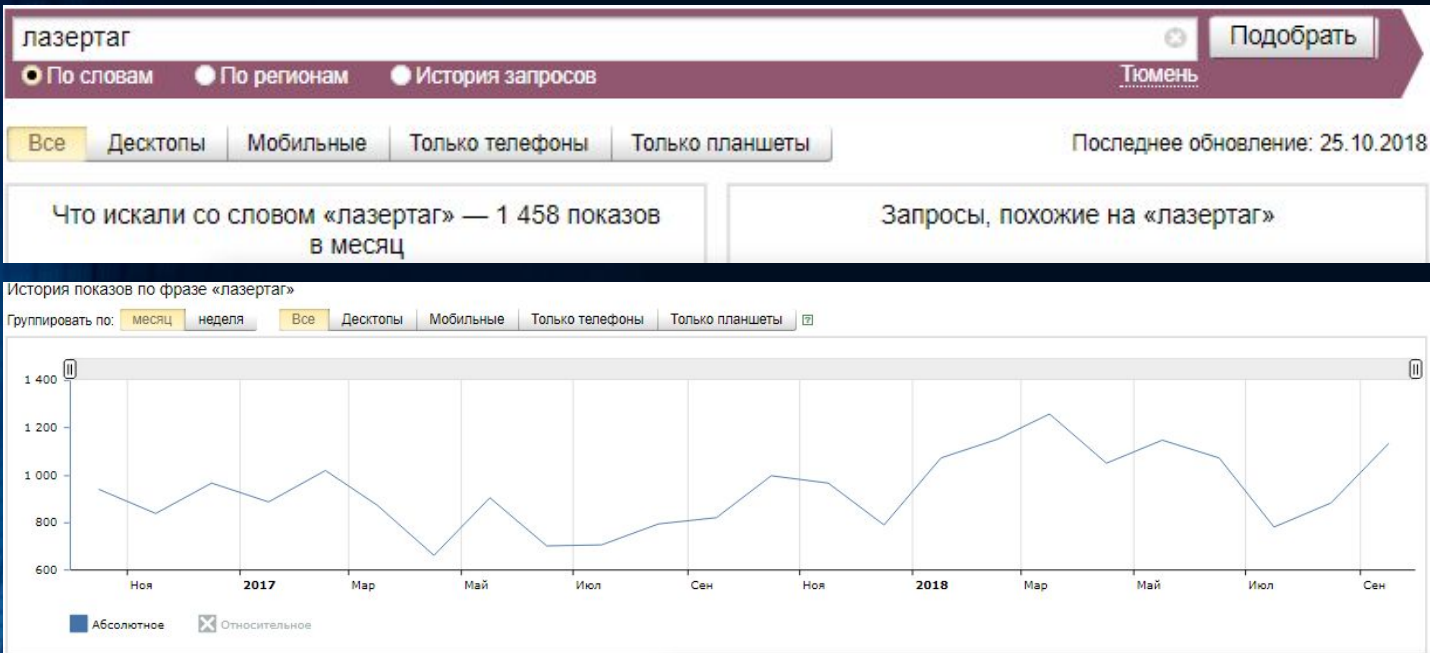 лазертаг
Подобрать
По словам По регионам История запросов Тюмень
Все Десктопы Мобильные Только телефоны Только планшеты Последнее обновление: 25.10.2018
Что искали со словом «лазертаг» — 1 458 показов
в месяц
Запросы, похожие на «лазертаг»
История показов по фразе «лазертаг»
Группировать по: месяц неделя Все Десктопы Мобильные Только телефоны Только планшеты ?
1 400
1 200
1 000
800
600
Ноя 2017 Мар Май Июл Сен Ноя 2018 Мар Май Июл Сен
Абсолютное Относительное